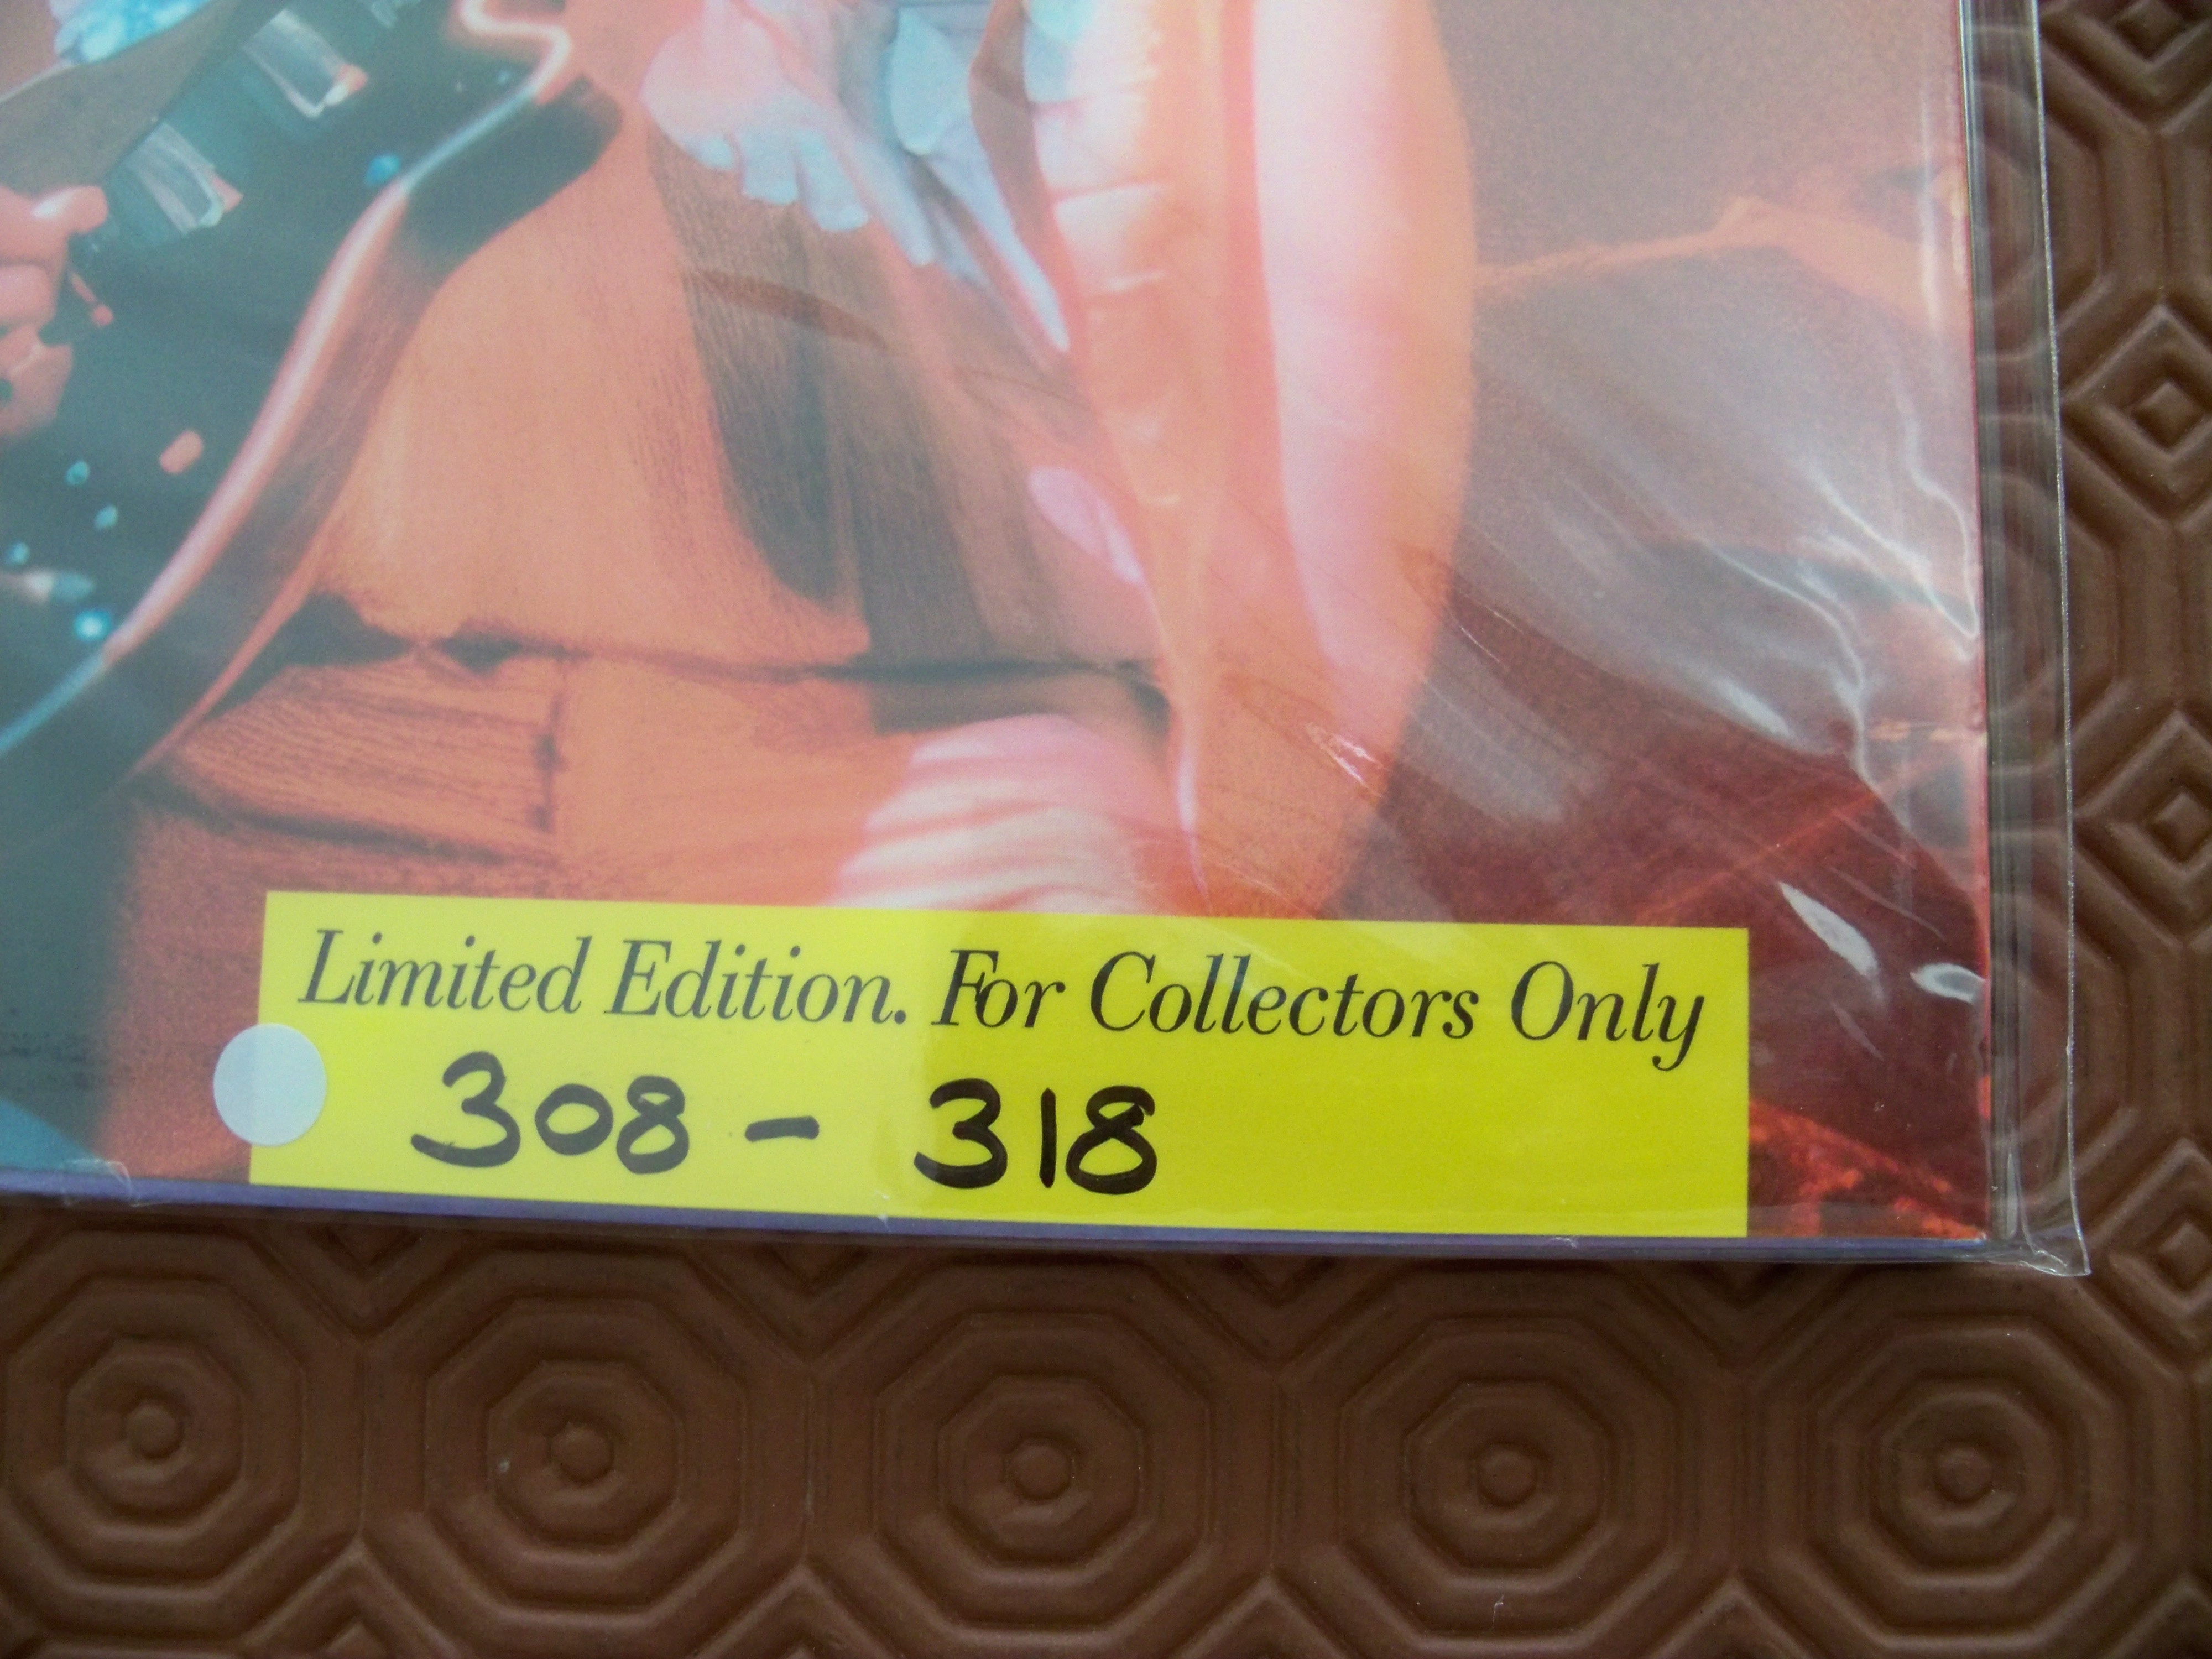 Limited Edition. For Collectors Only
308 - 318